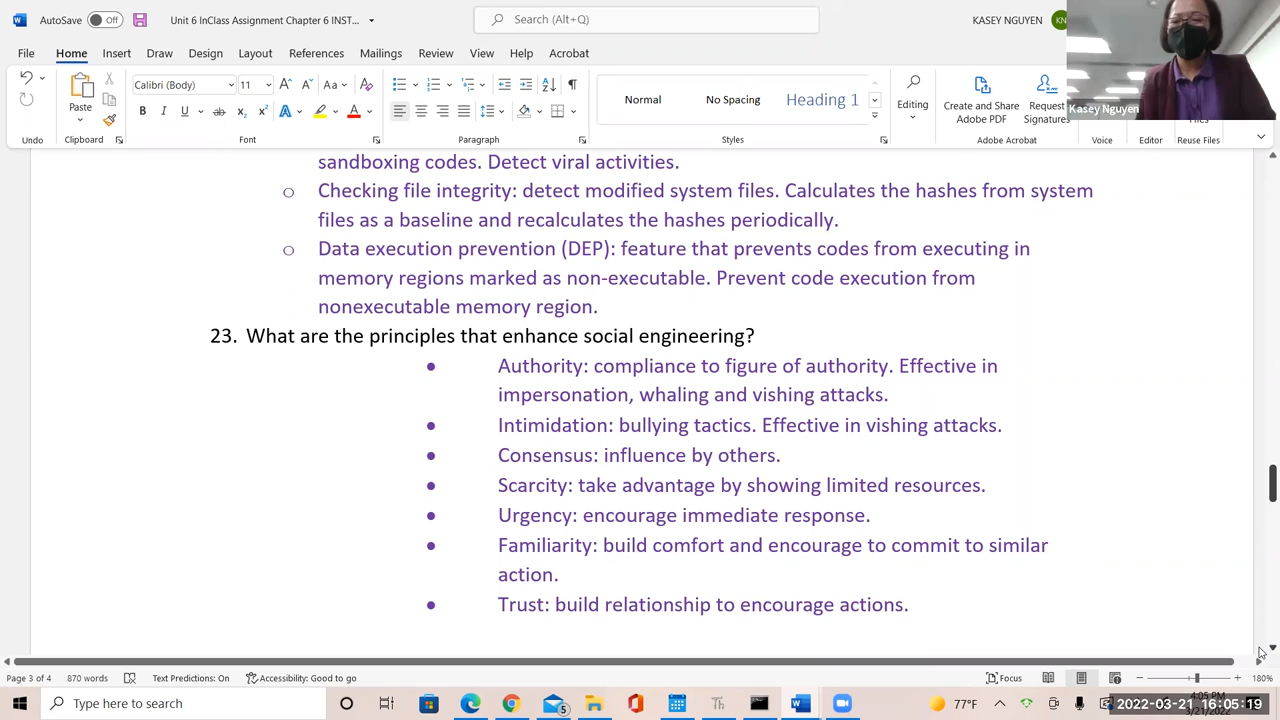 AutoSave Off Unit 6 InClass Assignment Chapter 6 INST... Search (Alt+Q) KASEY NGUYEN KN
File Home Insert Draw Design Layout References Mailings Review View Help Acrobat
Calibri (Body) 11 Aa Normal No Spacing Heading 1
Paste Editing Create and Share Adobe PDF Request Signatures Kasey Nguyen Files
Undo Clipboard Font Paragraph Styles Adobe Acrobat Voice Editor Reuse Files
sandboxing codes. Detect viral activities.
o Checking file integrity: detect modified system files. Calculates the hashes from system
files as a baseline and recalculates the hashes periodically.
o Data execution prevention (DEP): feature that prevents codes from executing in
memory regions marked as non-executable. Prevent code execution from
nonexecutable memory region.
23. What are the principles that enhance social engineering?
• Authority: compliance to figure of authority. Effective in
impersonation, whaling and vishing attacks.
• Intimidation: bullying tactics. Effective in vishing attacks.
• Consensus: influence by others.
• Scarcity: take advantage by showing limited resources.
• Urgency: encourage immediate response.
• Familiarity: build comfort and encourage to commit to similar
action.
• Trust: build relationship to encourage actions.
Page 3 of 4 870 words Text Predictions: On Accessibility: Good to go Focus 180%
Type here to search 5 77°F 4:05 PM
2022-03-21 16:05:19
3/21/2022